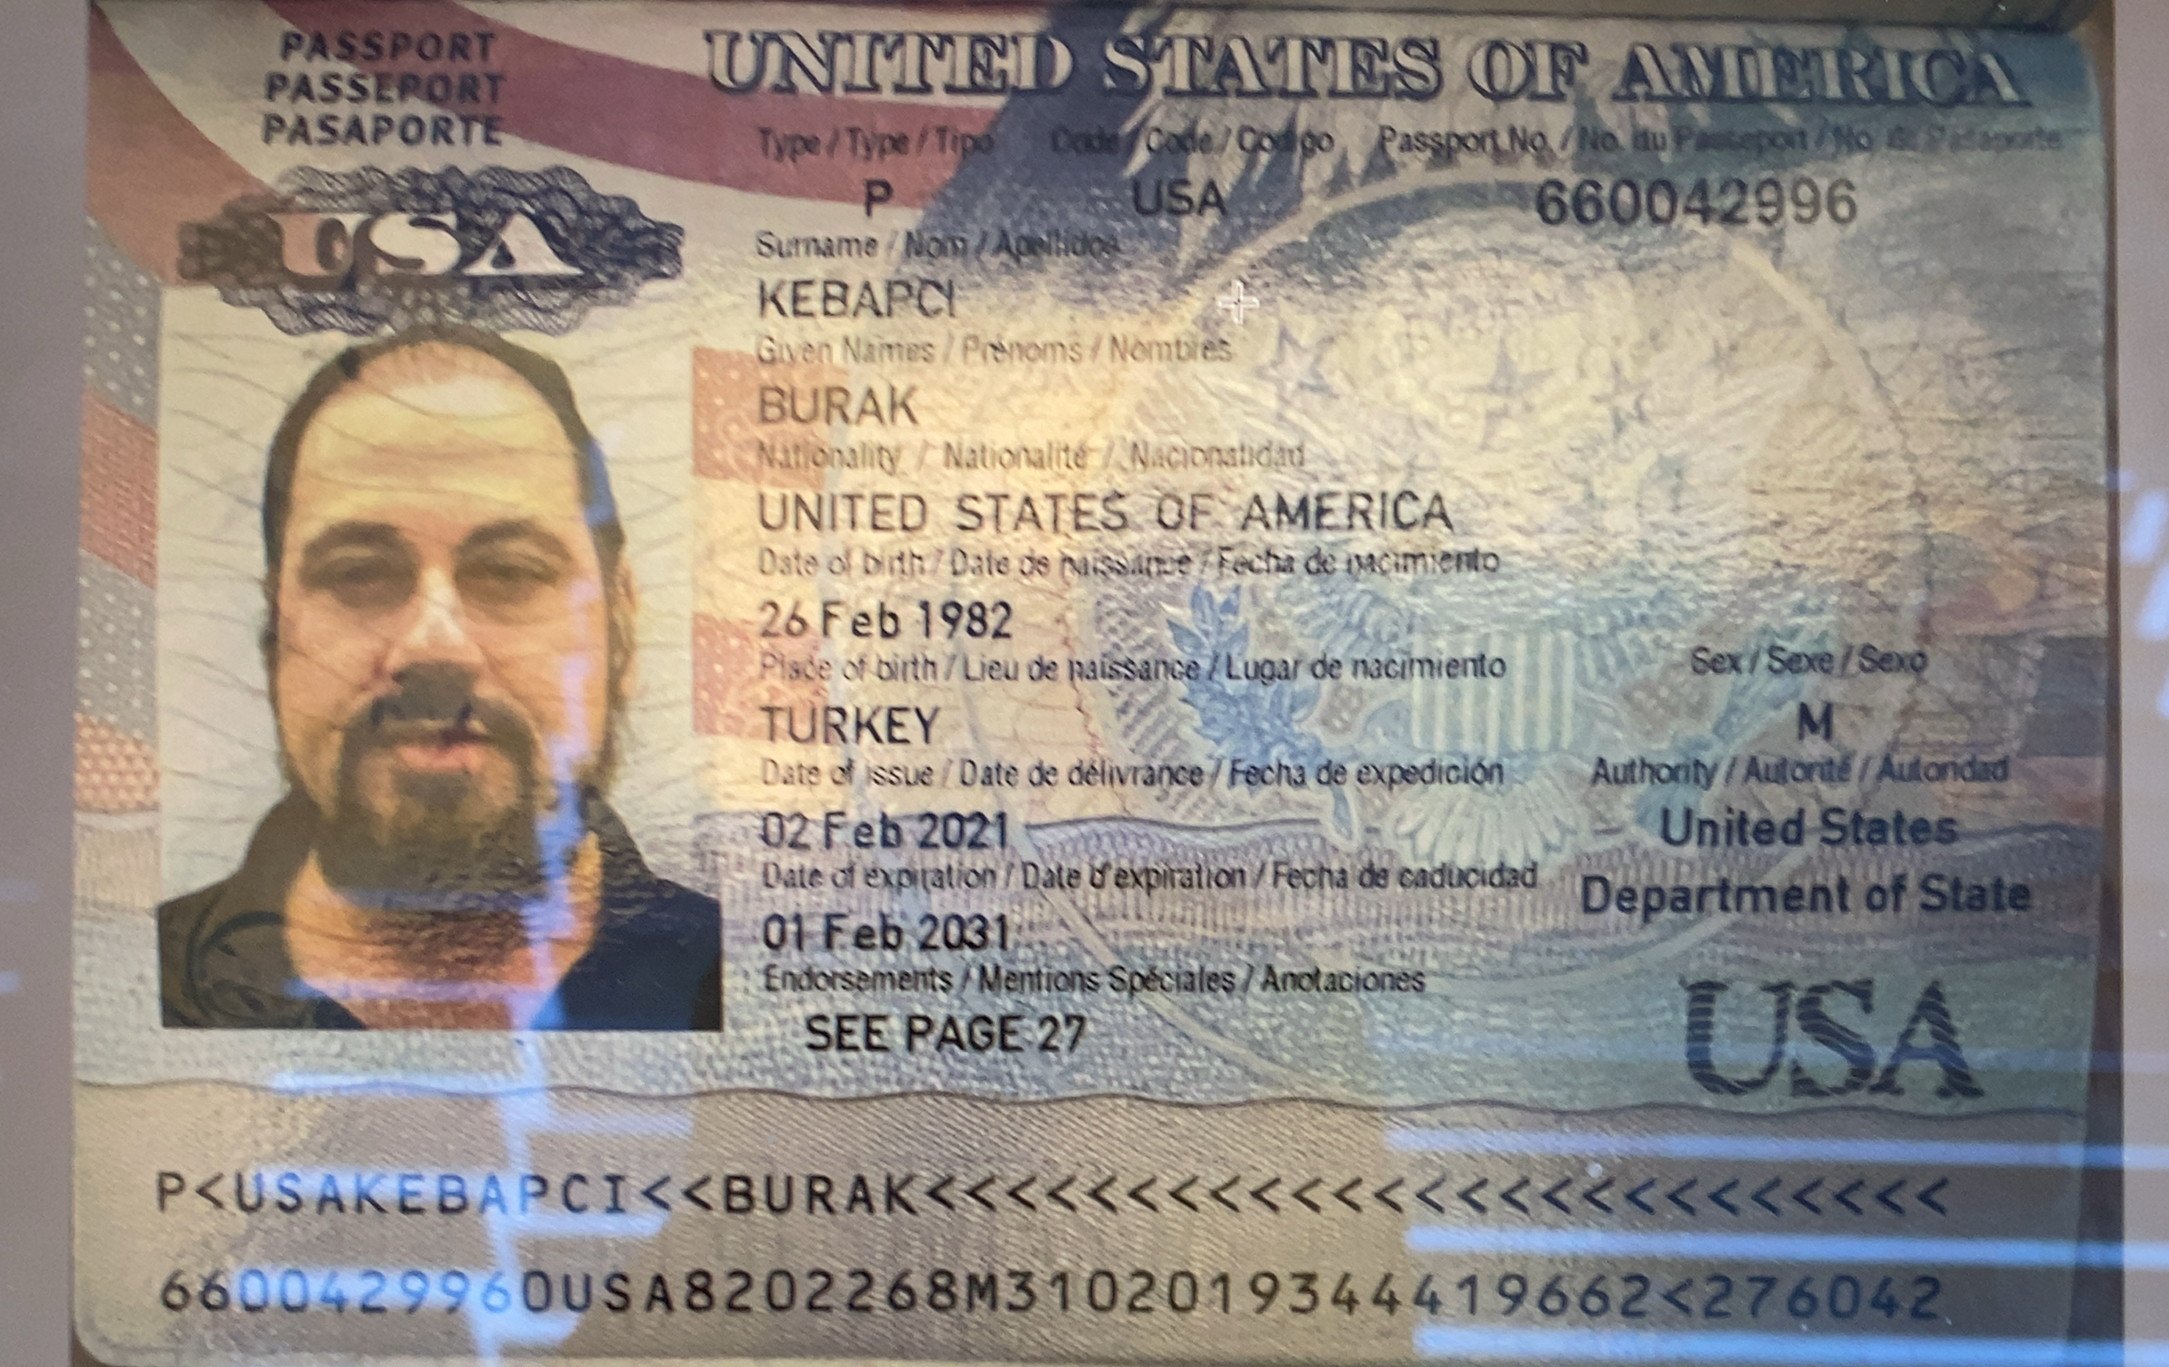 PASSPORT
PASSEPORT
PASAPORTE
USA
UNITED STATES OF AMERICA
Type / Type / Tipo Code / Code / Codigo Passport No. / No. du Passeport / No. de Pasaporte
P USA 660042996
Surname / Nom / Apellidos
KEBAPCI
Given Names / Prénoms / Nombres
BURAK
Nationality / Nationalité / Nacionalidad
UNITED STATES OF AMERICA
Date of birth / Date de naissance / Fecha de nacimiento
26 Feb 1982
Place of birth / Lieu de naissance / Lugar de nacimiento Sex / Sexe / Sexo
TURKEY M
Date of issue / Date de délivrance / Fecha de expedición Authority / Autorité / Autoridad
02 Feb 2021 United States
Date of expiration / Date d'expiration / Fecha de caducidad Department of State
01 Feb 2031
Endorsements / Mentions Spéciales / Anotaciones
SEE PAGE 27
USA
P<USAKEBAPCI<<BURAK<<<<<<<<<<<<<<<<<<<<<<<<<
6600429960USA8202268M3102019344419662<276042